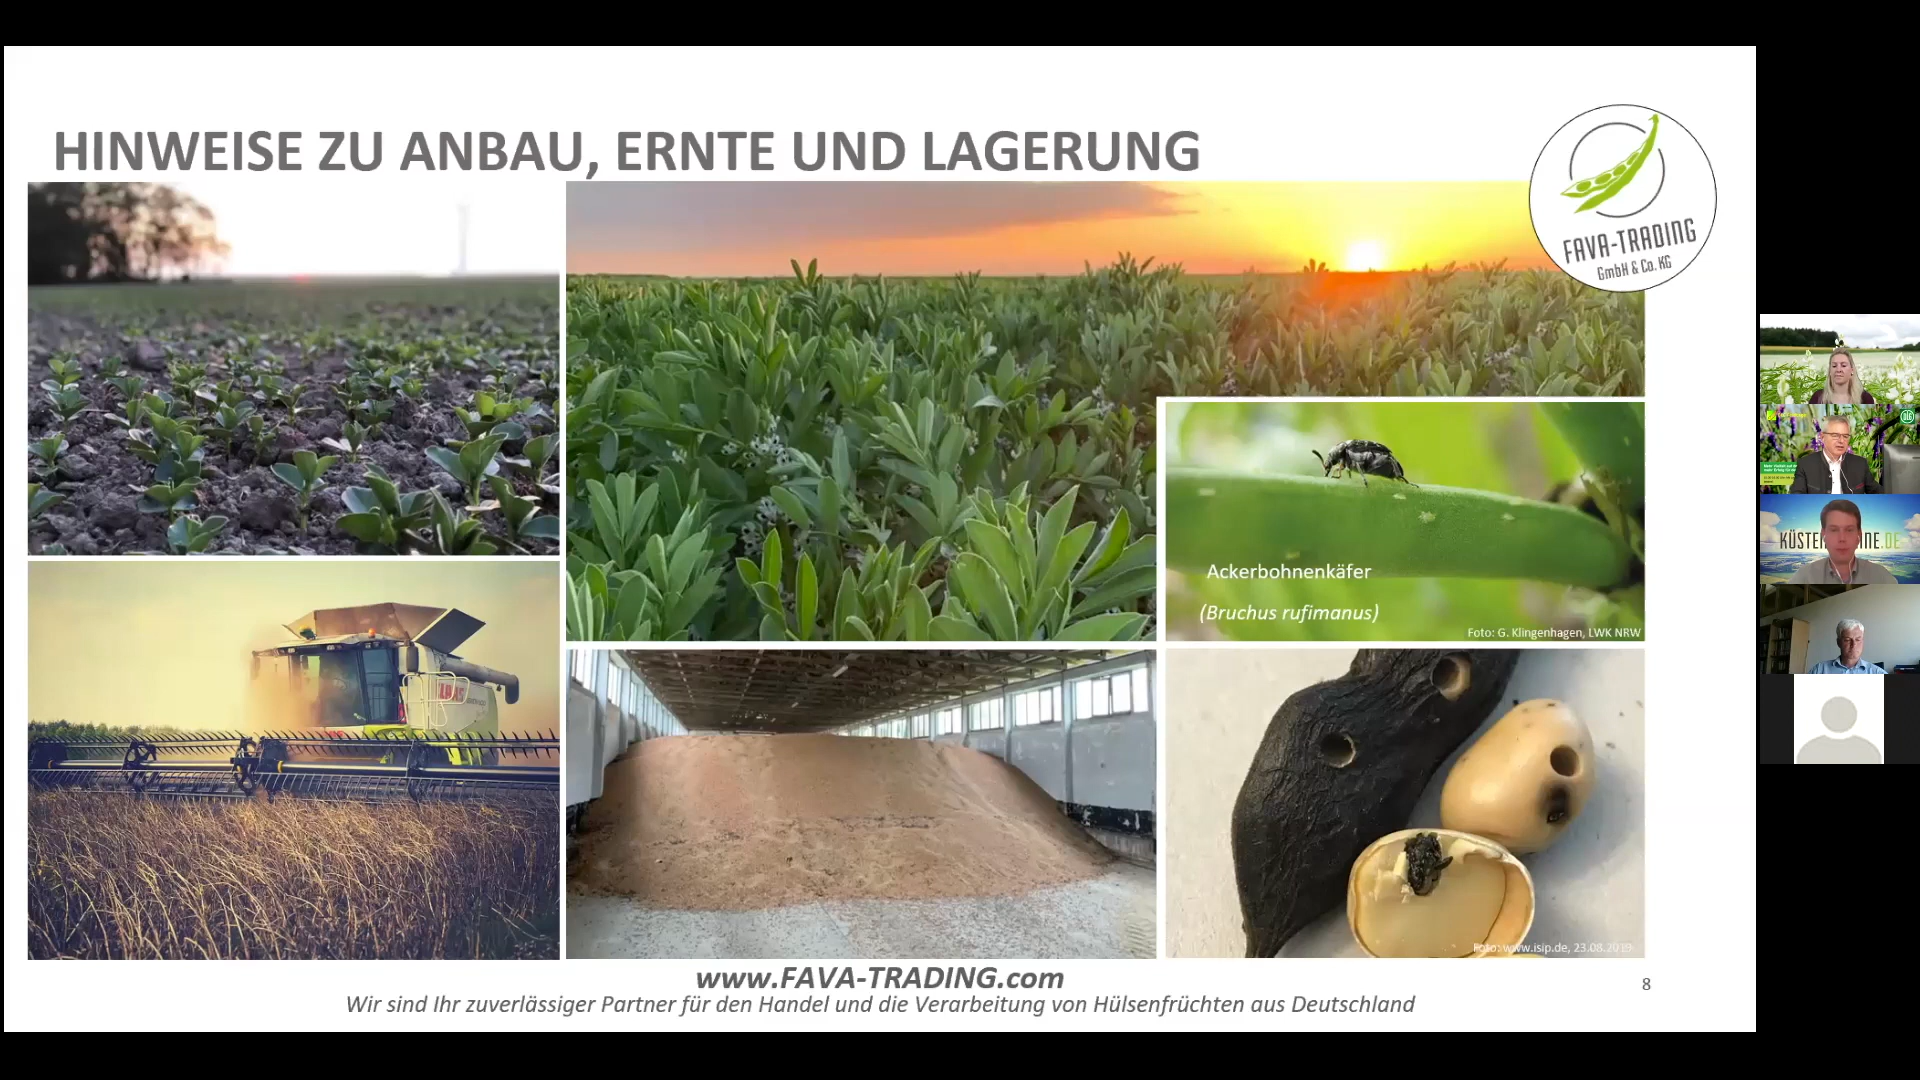 HINWEISE ZU ANBAU, ERNTE UND LAGERUNG
FAVA-TRADING
GmbH & Co. KG
Ackerbohnenkäfer
(Bruchus rufimanus)
Foto: G. Klingenhagen, LWK NRW
Foto: www.isip.de, 23.08.2019
www.FAVA-TRADING.com
Wir sind Ihr zuverlässiger Partner für den Handel und die Verarbeitung von Hülsenfrüchten aus Deutschland
8